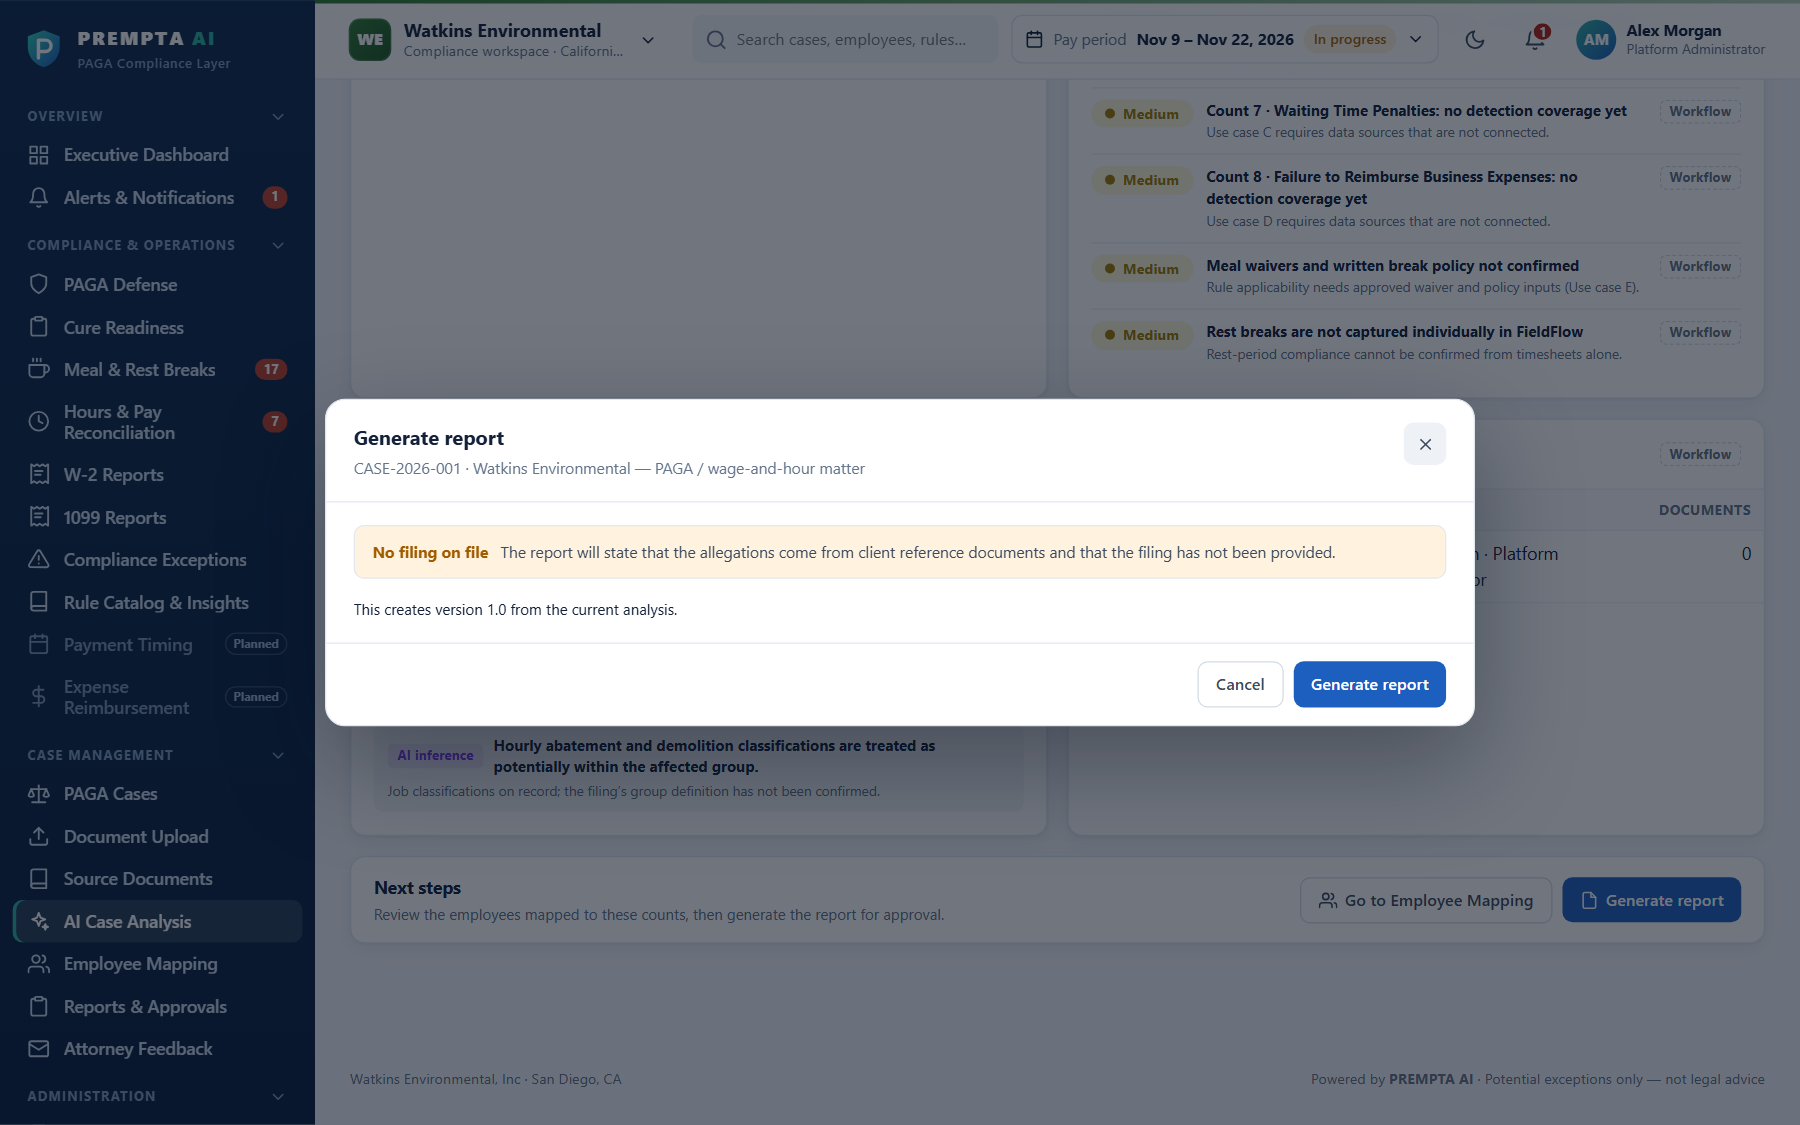 PREMPTA AI
PAGA Compliance Layer
OVERVIEW
Executive Dashboard
Alerts & Notifications 1
COMPLIANCE & OPERATIONS
PAGA Defense
Cure Readiness
Meal & Rest Breaks 17
Hours & Pay
Reconciliation 7
W-2 Reports
1099 Reports
Compliance Exceptions
Rule Catalog & Insights
Payment Timing Planned
Expense
Reimbursement Planned
CASE MANAGEMENT
PAGA Cases
Document Upload
Source Documents
AI Case Analysis
Employee Mapping
Reports & Approvals
Attorney Feedback
ADMINISTRATION
WE
Watkins Environmental
Compliance workspace · Californi...
Search cases, employees, rules...
Pay period Nov 9 – Nov 22, 2026 In progress
1
AM
Alex Morgan
Platform Administrator
Medium Count 7 · Waiting Time Penalties: no detection coverage yet Workflow
Use case C requires data sources that are not connected.
Medium Count 8 · Failure to Reimburse Business Expenses: no Workflow
detection coverage yet
Use case D requires data sources that are not connected.
Medium Meal waivers and written break policy not confirmed Workflow
Rule applicability needs approved waiver and policy inputs (Use case E).
Medium Rest breaks are not captured individually in FieldFlow Workflow
Rest-period compliance cannot be confirmed from timesheets alone.
Generate report
CASE-2026-001 · Watkins Environmental — PAGA / wage-and-hour matter
No filing on file The report will state that the allegations come from client reference documents and that the filing has not been provided.
This creates version 1.0 from the current analysis.
Cancel Generate report
Workflow
DOCUMENTS
· Platform 0
AI inference Hourly abatement and demolition classifications are treated as
potentially within the affected group.
Job classifications on record; the filing's group definition has not been confirmed.
Next steps
Review the employees mapped to these counts, then generate the report for approval.
Go to Employee Mapping Generate report
Watkins Environmental, Inc · San Diego, CA
Powered by PREMPTA AI · Potential exceptions only — not legal advice